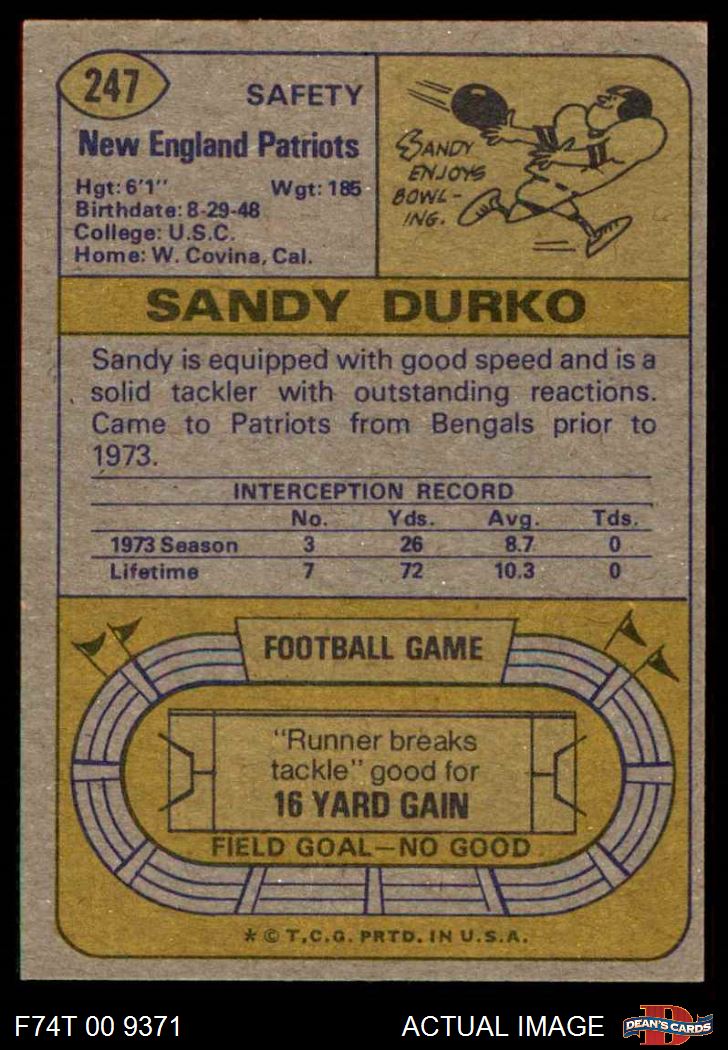 247
SAFETY
New England Patriots
Hgt: 6'1" Wgt: 185
Birthdate: 8-29-48
College: U.S.C.
Home: W. Covina, Cal.
SANDY
ENJOYS
BOWL-
ING.
SANDY DURKO
Sandy is equipped with good speed and is a
solid tackler with outstanding reactions.
Came to Patriots from Bengals prior to
1973.
INTERCEPTION RECORD
No. Yds. Avg. Tds.
1973 Season 3 26 8.7 0
Lifetime 7 72 10.3 0
FOOTBALL GAME
"Runner breaks
tackle" good for
16 YARD GAIN
FIELD GOAL—NO GOOD
* © T.C.G. PRTD. IN U.S.A.
F74T 00 9371 ACTUAL IMAGE D DEAN'S CARDS